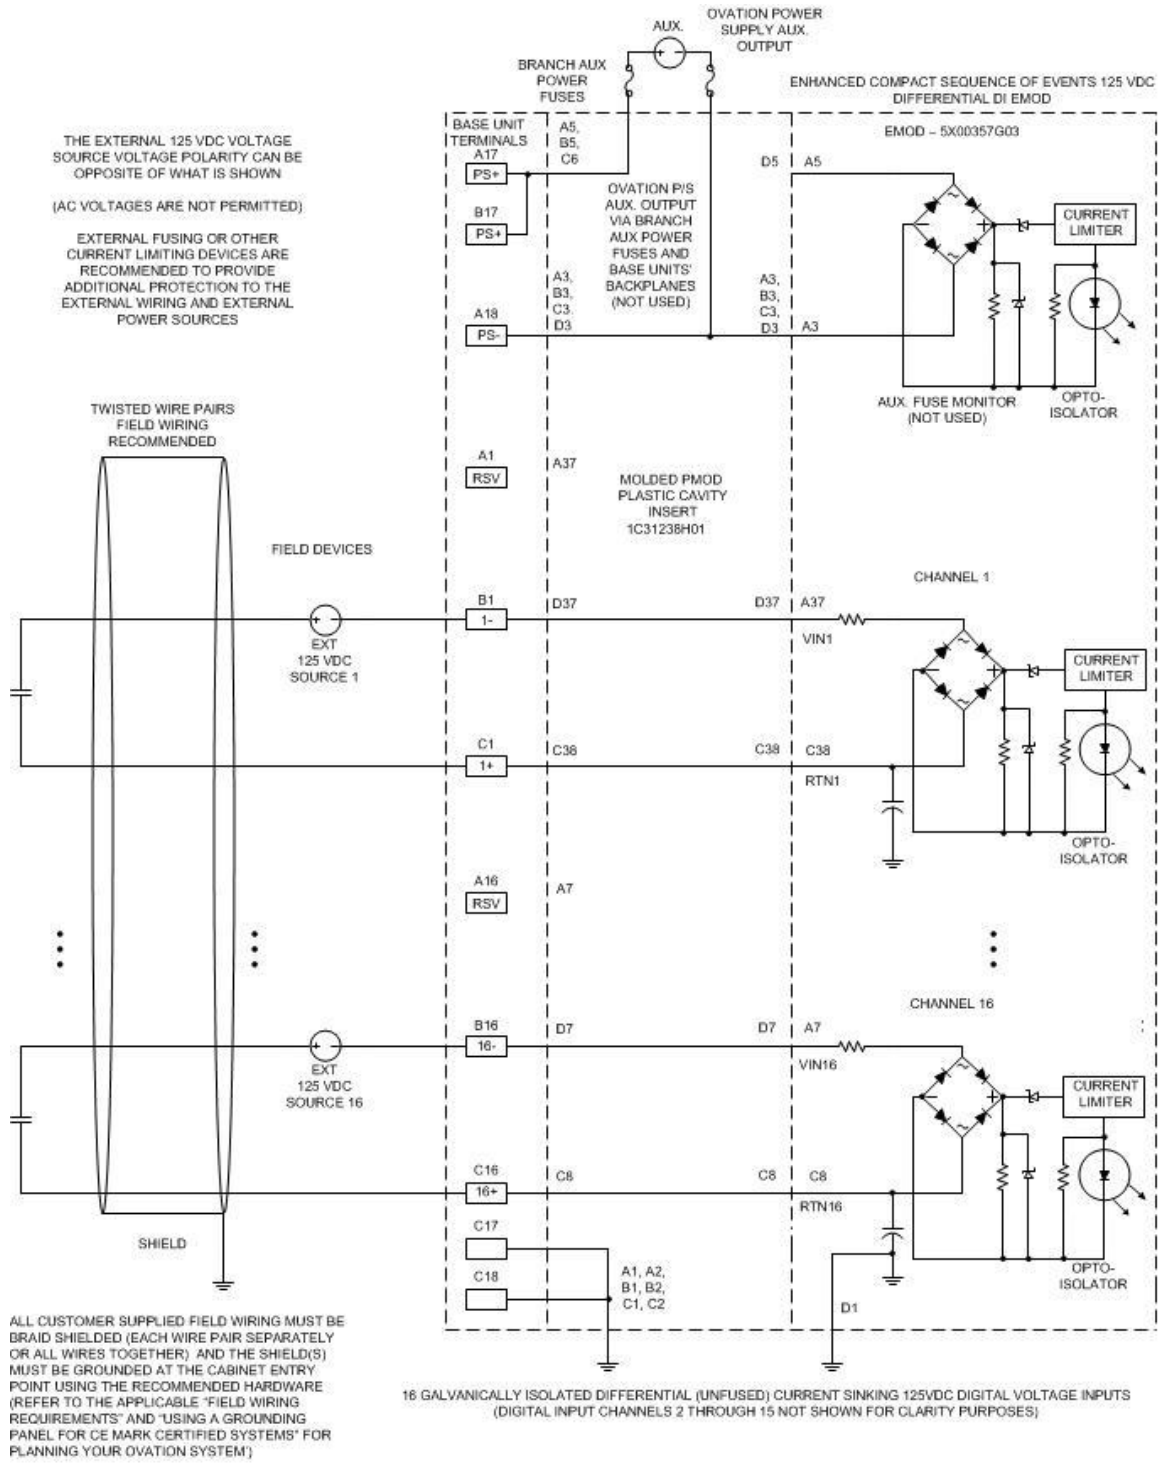 OVATION POWER
SUPPLY AUX.
OUTPUT
AUX.
+ -
BRANCH AUX
POWER
FUSES
ENHANCED COMPACT SEQUENCE OF EVENTS 125 VDC
DIFFERENTIAL DI EMOD
EMOD – 5X00357G03
THE EXTERNAL 125 VDC VOLTAGE
SOURCE VOLTAGE POLARITY CAN BE
OPPOSITE OF WHAT IS SHOWN
(AC VOLTAGES ARE NOT PERMITTED)
EXTERNAL FUSING OR OTHER
CURRENT LIMITING DEVICES ARE
RECOMMENDED TO PROVIDE
ADDITIONAL PROTECTION TO THE
EXTERNAL WIRING AND EXTERNAL
POWER SOURCES
BASE UNIT
TERMINALS
A17
PS+
B17
PS+
A18
PS-
A5,
B5,
C6
OVATION P/S
AUX. OUTPUT
VIA BRANCH
AUX POWER
FUSES AND
BASE UNITS'
BACKPLANES
(NOT USED)
A3,
B3,
C3.
D3
A3,
B3,
C3,
D3
D5
A5
A3
~
- +
~
CURRENT
LIMITER
AUX. FUSE MONITOR
(NOT USED)
OPTO-
ISOLATOR
TWISTED WIRE PAIRS
FIELD WIRING
RECOMMENDED
A1
RSV
A37
MOLDED PMOD
PLASTIC CAVITY
INSERT
1C31238H01
FIELD DEVICES
CHANNEL 1
+ -
EXT
125 VDC
SOURCE 1
B1
1-
D37
D37
A37
VIN1
~
- +
~
CURRENT
LIMITER
C1
1+
C38
C38
C38
RTN1
OPTO-
ISOLATOR
A16
RSV
A7
CHANNEL 16
+ -
EXT
125 VDC
SOURCE 16
B16
16-
D7
D7
A7
VIN16
:
~
- +
~
CURRENT
LIMITER
C16
16+
C8
C8
C8
RTN16
OPTO-
ISOLATOR
SHIELD
C17
C18
A1, A2,
B1, B2,
C1, C2
D1
ALL CUSTOMER SUPPLIED FIELD WIRING MUST BE
BRAID SHIELDED (EACH WIRE PAIR SEPARATELY
OR ALL WIRES TOGETHER) AND THE SHIELD(S)
MUST BE GROUNDED AT THE CABINET ENTRY
POINT USING THE RECOMMENDED HARDWARE
(REFER TO THE APPLICABLE "FIELD WIRING
REQUIREMENTS" AND "USING A GROUNDING
PANEL FOR CE MARK CERTIFIED SYSTEMS" FOR
PLANNING YOUR OVATION SYSTEM')
16 GALVANICALLY ISOLATED DIFFERENTIAL (UNFUSED) CURRENT SINKING 125VDC DIGITAL VOLTAGE INPUTS
(DIGITAL INPUT CHANNELS 2 THROUGH 15 NOT SHOWN FOR CLARITY PURPOSES)